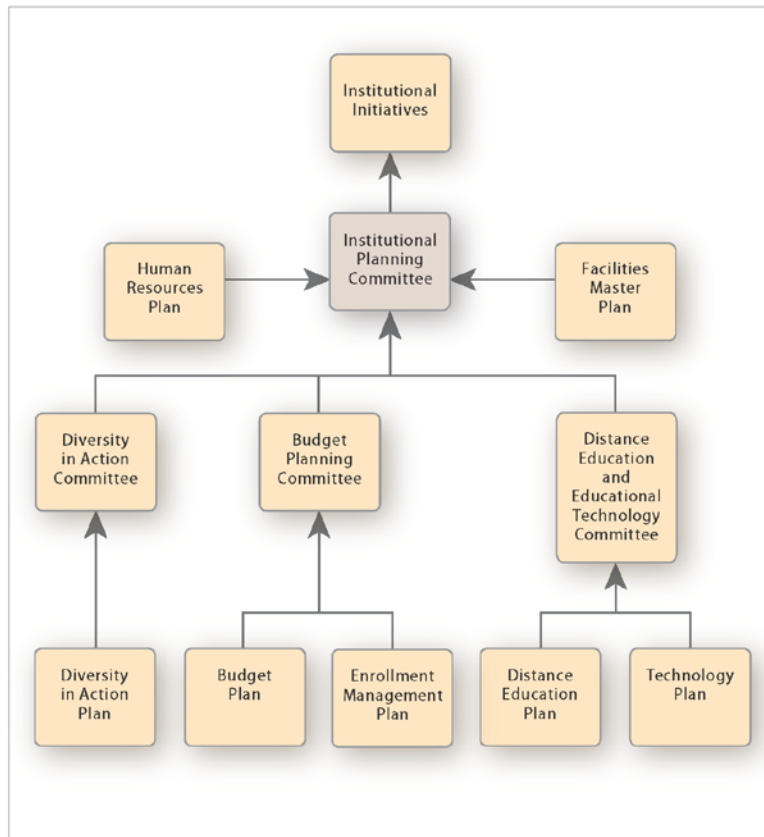 Institutional
Initiatives
Institutional
Planning
Committee
Human
Resources
Plan
Facilities
Master
Plan
Diversity
in Action
Committee
Budget
Planning
Committee
Distance
Education
and
Educational
Technology
Committee
Diversity
in Action
Plan
Budget
Plan
Enrollment
Management
Plan
Distance
Education
Plan
Technology
Plan